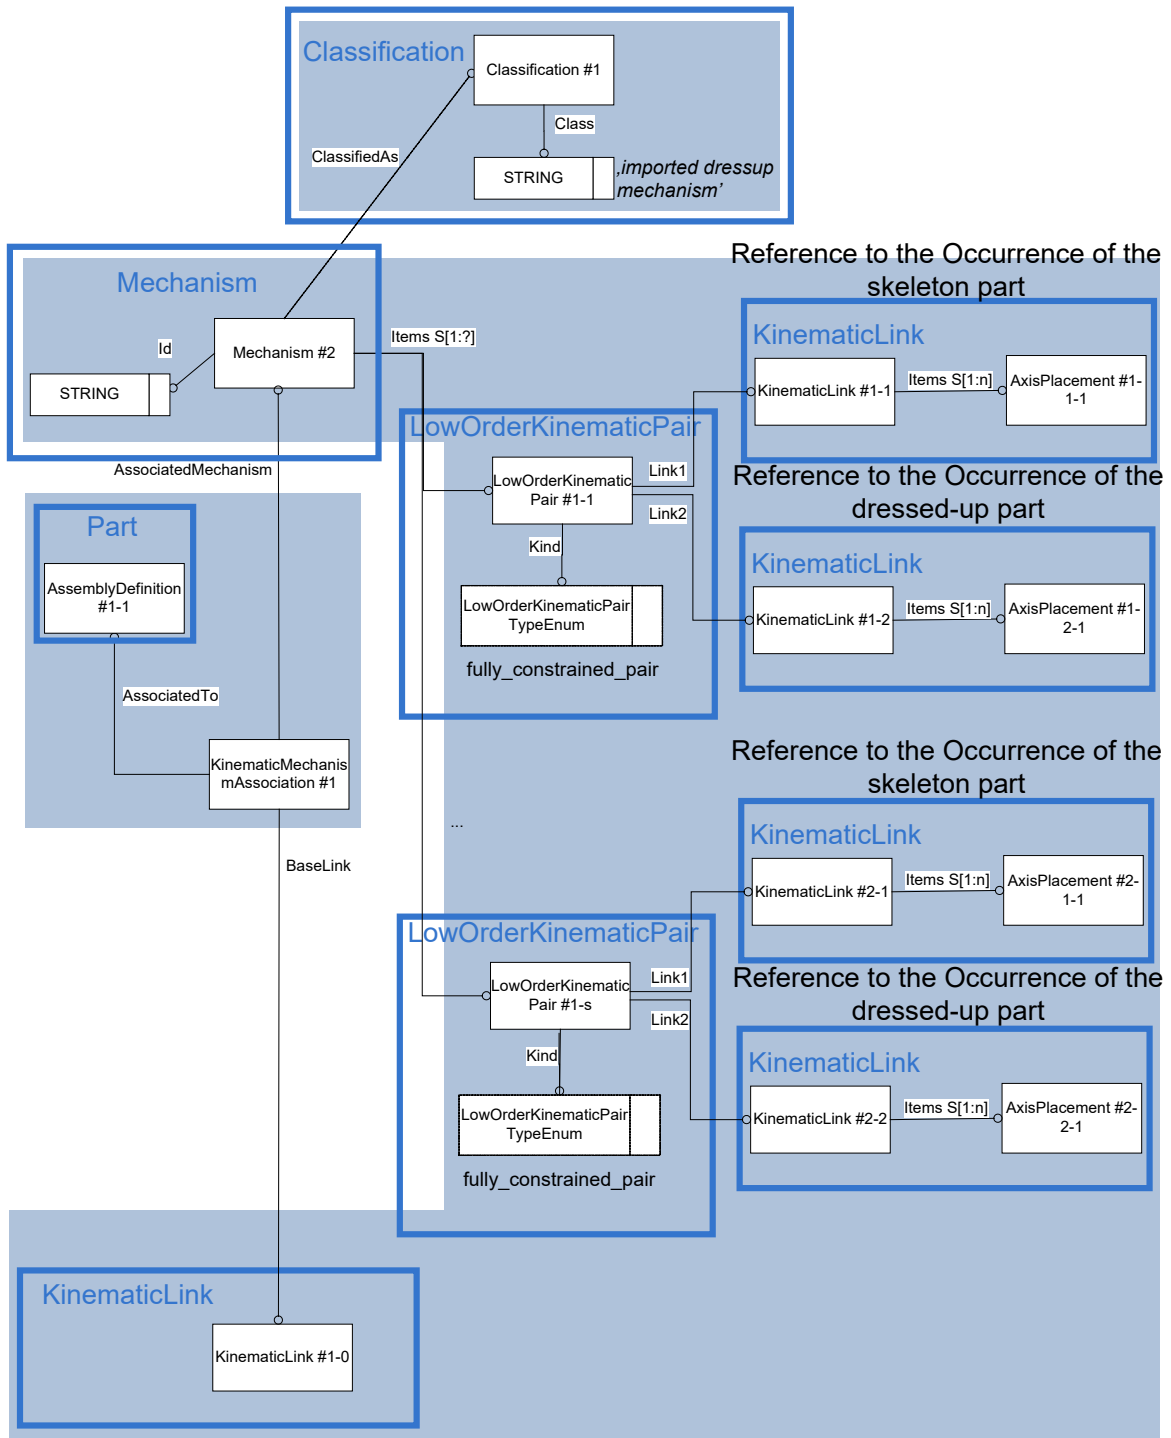 Classification
Classification #1
Class
ClassifiedAs
STRING
‚imported dressup
mechanism’
Mechanism
Id
Mechanism #2
STRING
Items S[1:?]
AssociatedMechanism
Reference to the Occurrence of the
skeleton part
KinematicLink
KinematicLink #1-1
Items S[1:n]
AxisPlacement #1-
1-1
LowOrderKinematicPair
LowOrderKinematic
Pair #1-1
Link1
Link2
Kind
LowOrderKinematicPair
TypeEnum
fully_constrained_pair
Reference to the Occurrence of the
dressed-up part
KinematicLink
KinematicLink #1-2
Items S[1:n]
AxisPlacement #1-
2-1
Part
AssemblyDefinition
#1-1
AssociatedTo
KinematicMechanis
mAssociation #1
BaseLink
...
Reference to the Occurrence of the
skeleton part
KinematicLink
KinematicLink #2-1
Items S[1:n]
AxisPlacement #2-
1-1
LowOrderKinematicPair
LowOrderKinematic
Pair #1-s
Link1
Link2
Kind
LowOrderKinematicPair
TypeEnum
fully_constrained_pair
Reference to the Occurrence of the
dressed-up part
KinematicLink
KinematicLink #2-2
Items S[1:n]
AxisPlacement #2-
2-1
KinematicLink
KinematicLink #1-0